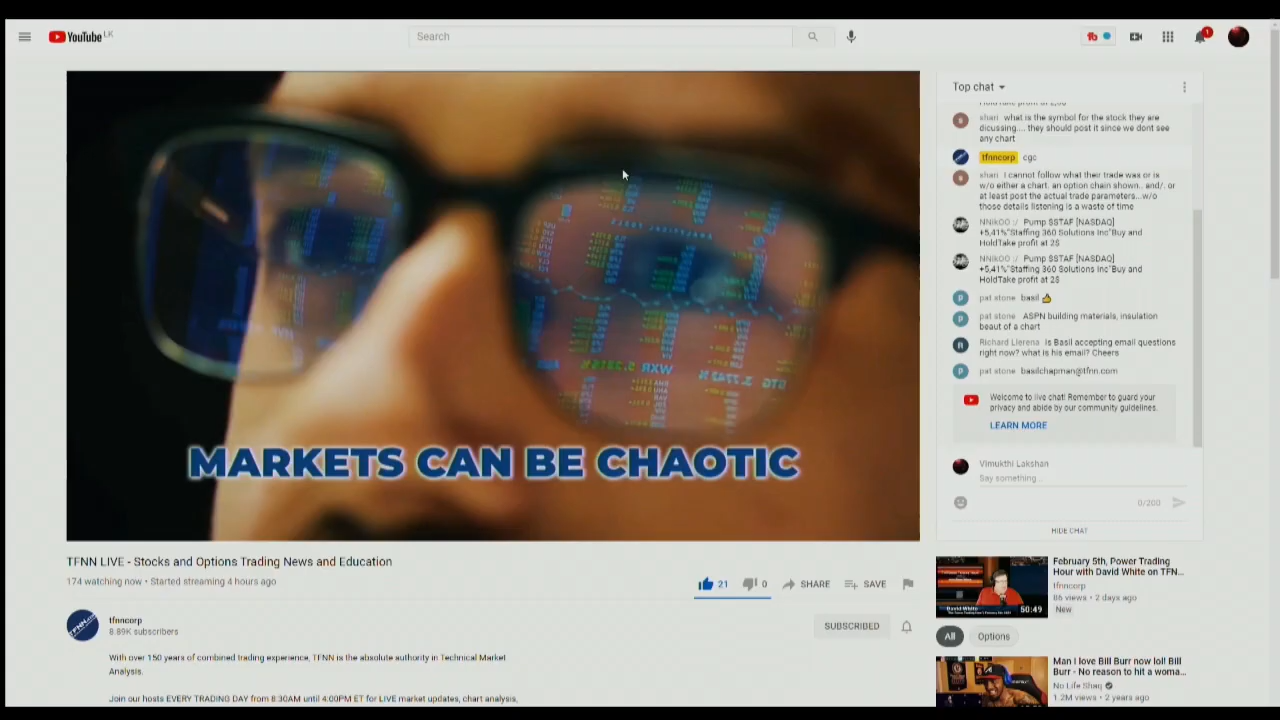 YouTube LK
Search
1
MARKETS CAN BE CHAOTIC
WXR
STG
TFNN LIVE - Stocks and Options Trading News and Education
174 watching now • Started streaming 4 hours ago
21
0
SHARE
SAVE
tfnncorp
8.89K subscribers
SUBSCRIBED
With over 150 years of combined trading experience, TFNN is the absolute authority in Technical Market
Analysis.
Join our hosts EVERY TRADING DAY from 8:30AM until 4:00PM ET for LIVE market updates, chart analysis,
Top chat
shari what is the symbol for the stock they are
dicussing.... they should post it since we dont see
any chart
tfnncorp cgc
shari I cannot follow what their trade was or is
w/o either a chart. an option chain shown.. and/. or
at least post the actual trade parameters...w/o
those details listening is a waste of time
NNikOO :/ Pump $STAF [NASDAQ]
+5,41%"Staffing 360 Solutions Inc"Buy and
HoldTake profit at 2$
NNikOO :/ Pump $STAF [NASDAQ]
+5,41%"Staffing 360 Solutions Inc"Buy and
HoldTake profit at 2$
pat stone basil 👍
pat stone ASPN building materials, insulation
beaut of a chart
Richard Llerena Is Basil accepting email questions
right now? what is his email? Cheers
pat stone basilchapman@tfnn.com
Welcome to live chat! Remember to guard your
privacy and abide by our community guidelines.
LEARN MORE
Vimukthi Lakshan
Say something...
0/200
HIDE CHAT
David White
50:49
February 5th, Power Trading
Hour with David White on TFN...
tfnncorp
86 views • 2 days ago
New
All
Options
Man I love Bill Burr now lol! Bill
Burr - No reason to hit a woma...
No Life Shaq
1.2M views • 2 years ago